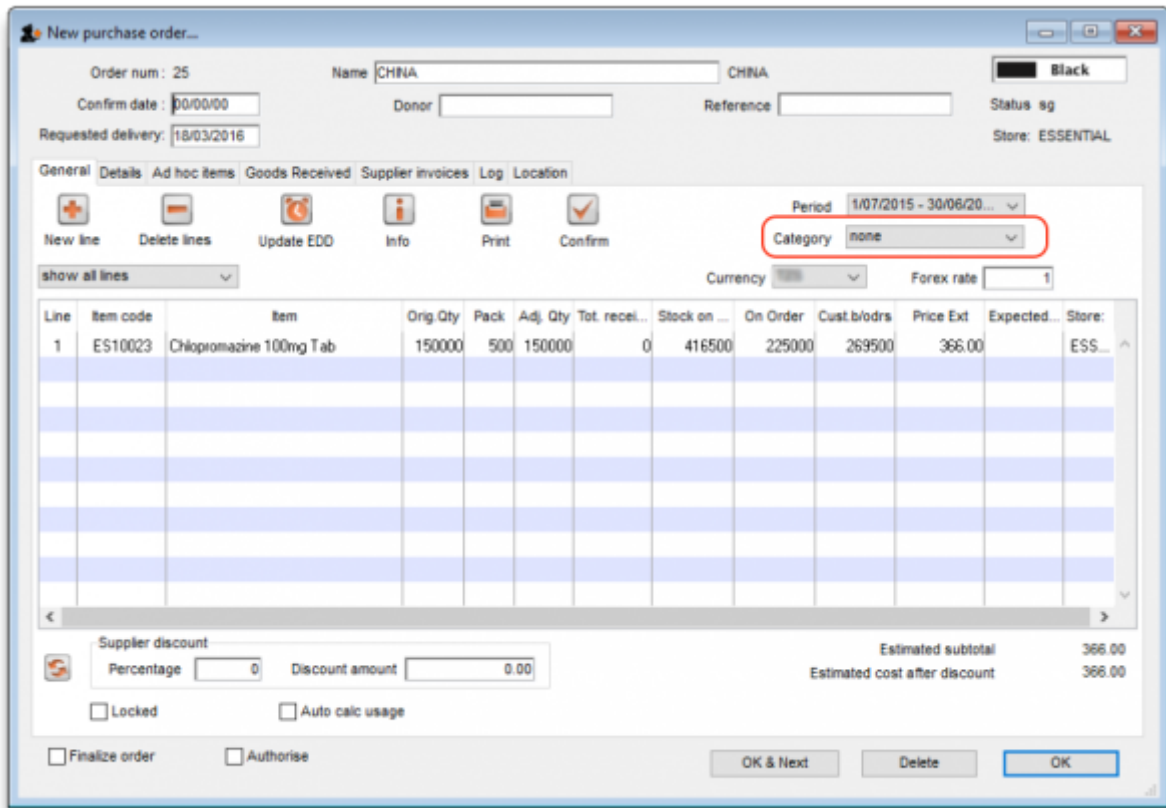 New purchase order...
Order num : 25 Name CHINA CHINA Black
Confirm date : 00/00/00 Donor Reference Status sg
Requested delivery: 18/03/2016 Store: ESSENTIAL
General Details Ad hoc items Goods Received Supplier invoices Log Location
Period 1/07/2015 - 30/06/20...
New line Delete lines Update EDD Info Print Confirm Category none
show all lines Currency Forex rate 1
Line Item code Item Orig.Qty Pack Adj. Qty Tot. recei... Stock on ... On Order Cust.b/odrs Price Ext Expected... Store:
1 ES10023 Chlopromazine 100mg Tab 150000 500 150000 0 416500 225000 269500 366.00 ESS...
Supplier discount Estimated subtotal 366.00
Percentage 0 Discount amount 0.00 Estimated cost after discount 366.00
Locked Auto calc usage
Finalize order Authorise OK & Next Delete OK